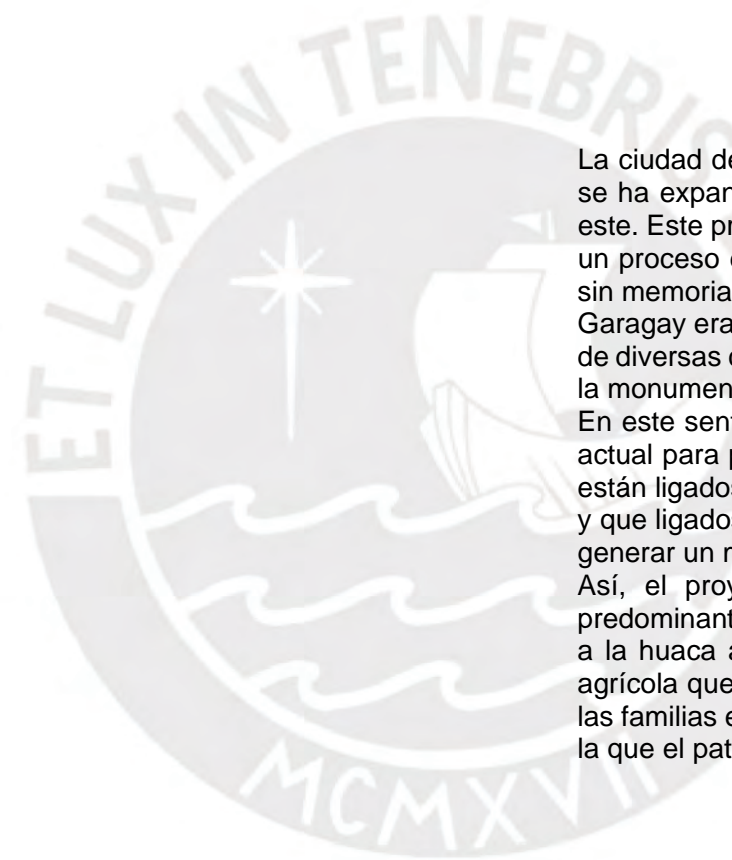 ET LUX IN TENEBRIS
MCMXVII
La ciudad de
se ha expan
este. Este pr
un proceso
sin memoria
Garagay era
de diversas
la monumen
En este sent
actual para
están ligados
y que ligados
generar un
Así, el proy
predominant
a la huaca
agrícola que
las familias
la que el pat